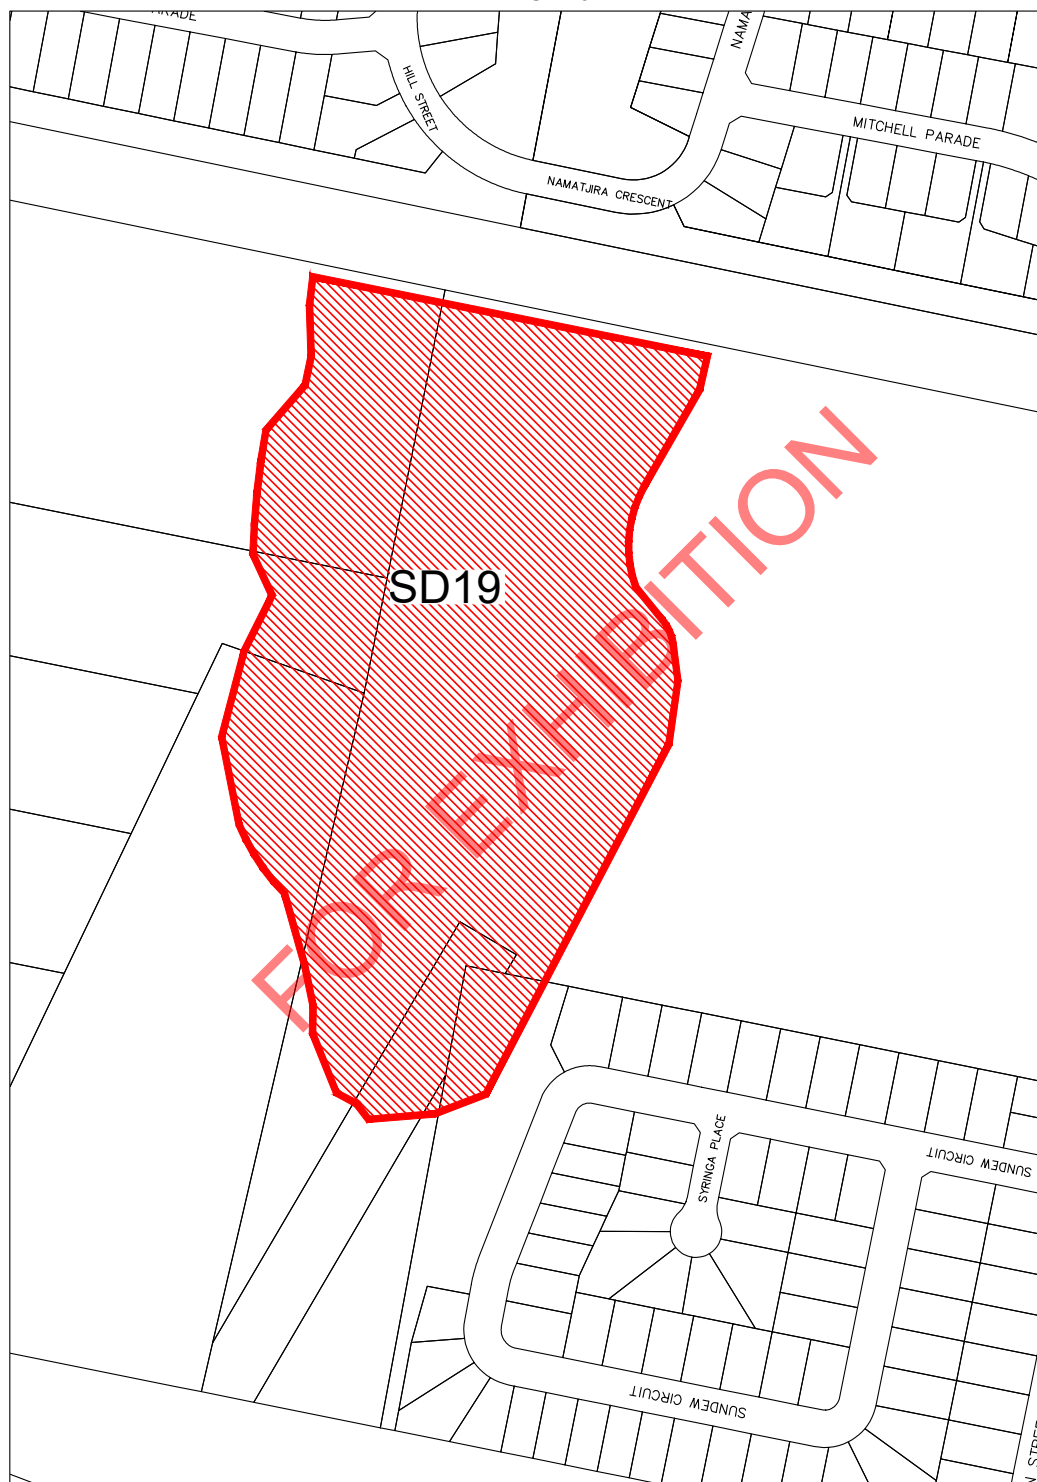 HILL STREET
NAMATJIRA CRESCENT
MITCHELL PARADE
SD19
FOR EXHIBITION
SYRINGA PLACE
SUNDEW CIRCUIT
SUNDEW CIRCUIT